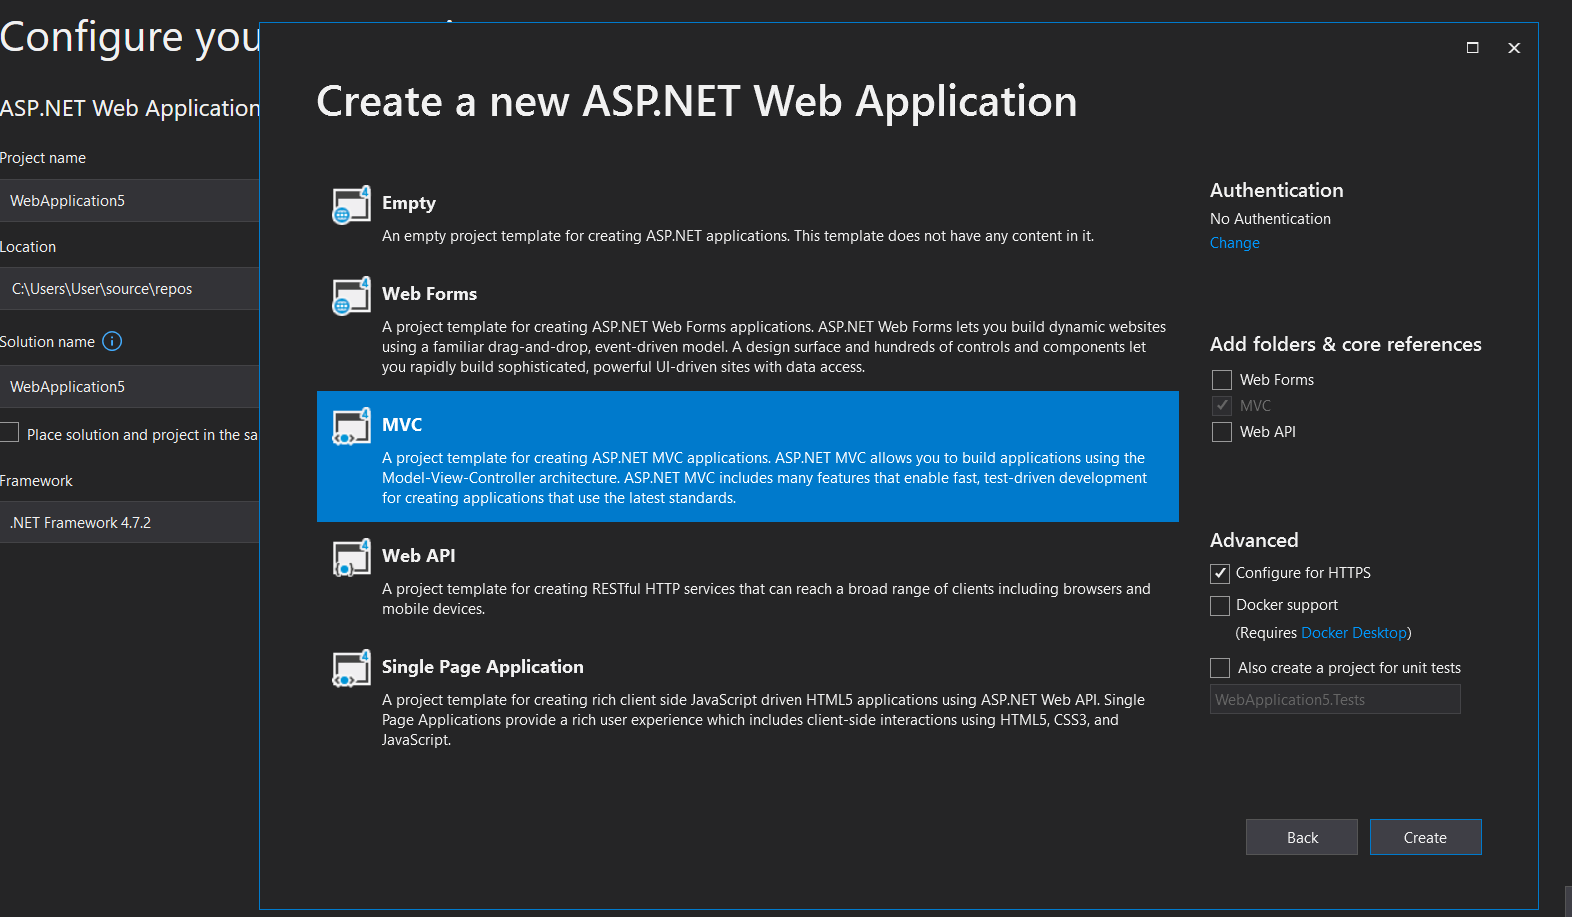 Configure you
ASP.NET Web Application
Project name
WebApplication5
Location
C:\Users\User\source\repos
Solution name
WebApplication5
Place solution and project in the sa
Framework
.NET Framework 4.7.2
Create a new ASP.NET Web Application
Empty
An empty project template for creating ASP.NET applications. This template does not have any content in it.
Web Forms
A project template for creating ASP.NET Web Forms applications. ASP.NET Web Forms lets you build dynamic websites
using a familiar drag-and-drop, event-driven model. A design surface and hundreds of controls and components let
you rapidly build sophisticated, powerful UI-driven sites with data access.
MVC
A project template for creating ASP.NET MVC applications. ASP.NET MVC allows you to build applications using the
Model-View-Controller architecture. ASP.NET MVC includes many features that enable fast, test-driven development
for creating applications that use the latest standards.
Web API
A project template for creating RESTful HTTP services that can reach a broad range of clients including browsers and
mobile devices.
Single Page Application
A project template for creating rich client side JavaScript driven HTML5 applications using ASP.NET Web API. Single
Page Applications provide a rich user experience which includes client-side interactions using HTML5, CSS3, and
JavaScript.
Authentication
No Authentication
Change
Add folders & core references
Web Forms
MVC
Web API
Advanced
Configure for HTTPS
Docker support
(Requires Docker Desktop)
Also create a project for unit tests
WebApplication5.Tests
Back
Create